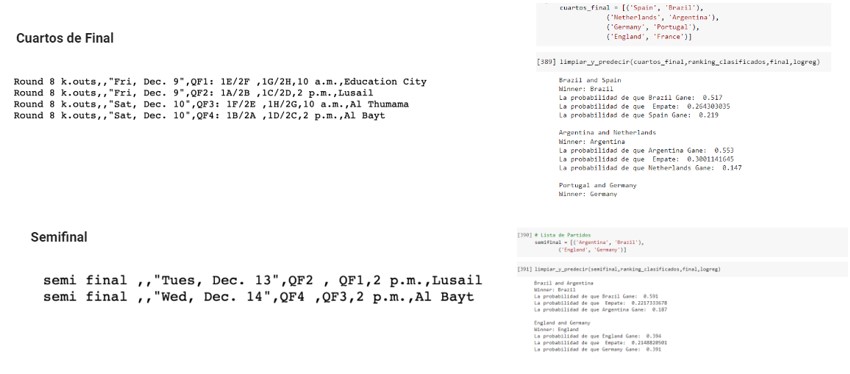 Cuartos de Final
Round 8 k.outs,,"Fri, Dec. 9",QF1: 1E/2F ,1G/2H,10 a.m.,Education City
Round 8 k.outs,,"Fri, Dec. 9",QF2: 1A/2B ,1C/2D,2 p.m.,Lusail
Round 8 k.outs,,"Sat, Dec. 10",QF3: 1F/2E ,1H/2G,10 a.m.,Al Thumama
Round 8 k.outs,,"Sat, Dec. 10",QF4: 1B/2A ,1D/2C,2 p.m.,Al Bayt
cuartos_final = [('Spain', 'Brazil'),
('Netherlands', 'Argentina'),
('Germany', 'Portugal'),
('England', 'France')]
[389] limpiar_y_predecir(cuartos_final,ranking_clasificados,final,logreg)
Brazil and Spain
Winner: Brazil
La probabilidad de que Brazil Gane: 0.517
La probabilidad de que Empate: 0.264303035
La probabilidad de que Spain Gane: 0.219
Argentina and Netherlands
Winner: Argentina
La probabilidad de que Argentina Gane: 0.553
La probabilidad de que Empate: 0.3001141645
La probabilidad de que Netherlands Gane: 0.147
Portugal and Germany
Winner: Germany
Semifinal
semi final ,,"Tues, Dec. 13",QF2 , QF1,2 p.m.,Lusail
semi final ,,"Wed, Dec. 14",QF4 ,QF3,2 p.m.,Al Bayt
[390] # Lista de Partidos
semifinal = [('Argentina', 'Brazil'),
('England', 'Germany')]
[391] limpiar_y_predecir(semifinal,ranking_clasificados,final,logreg)
Brazil and Argentina
Winner: Brazil
La probabilidad de que Brazil Gane: 0.591
La probabilidad de que Empate:
La probabilidad de que Argentina Gane: 0.187
England and Germany
Winner: England
La probabilidad de que England Gane:
La probabilidad de que Empate:
La probabilidad de que Germany Gane: 0.391